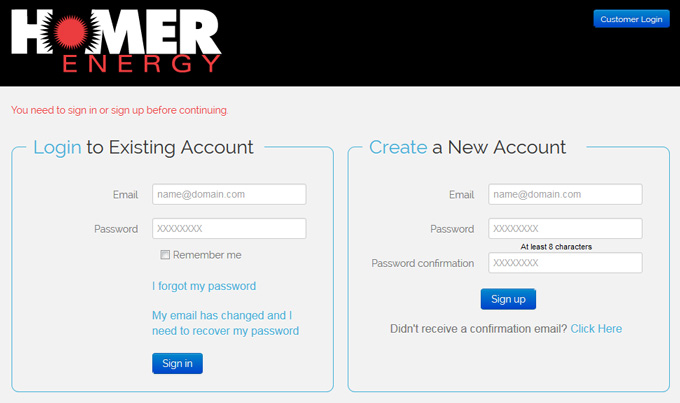 HOMER
ENERGY
Customer Login
You need to sign in or sign up before continuing.
Login to Existing Account
Email
name@domain.com
Password
XXXXXXXX
Remember me
I forgot my password
My email has changed and I
need to recover my password
Sign in
Create a New Account
Email
name@domain.com
Password
XXXXXXXX
At least 8 characters
Password confirmation
XXXXXXXX
Sign up
Didn't receive a confirmation email? Click Here